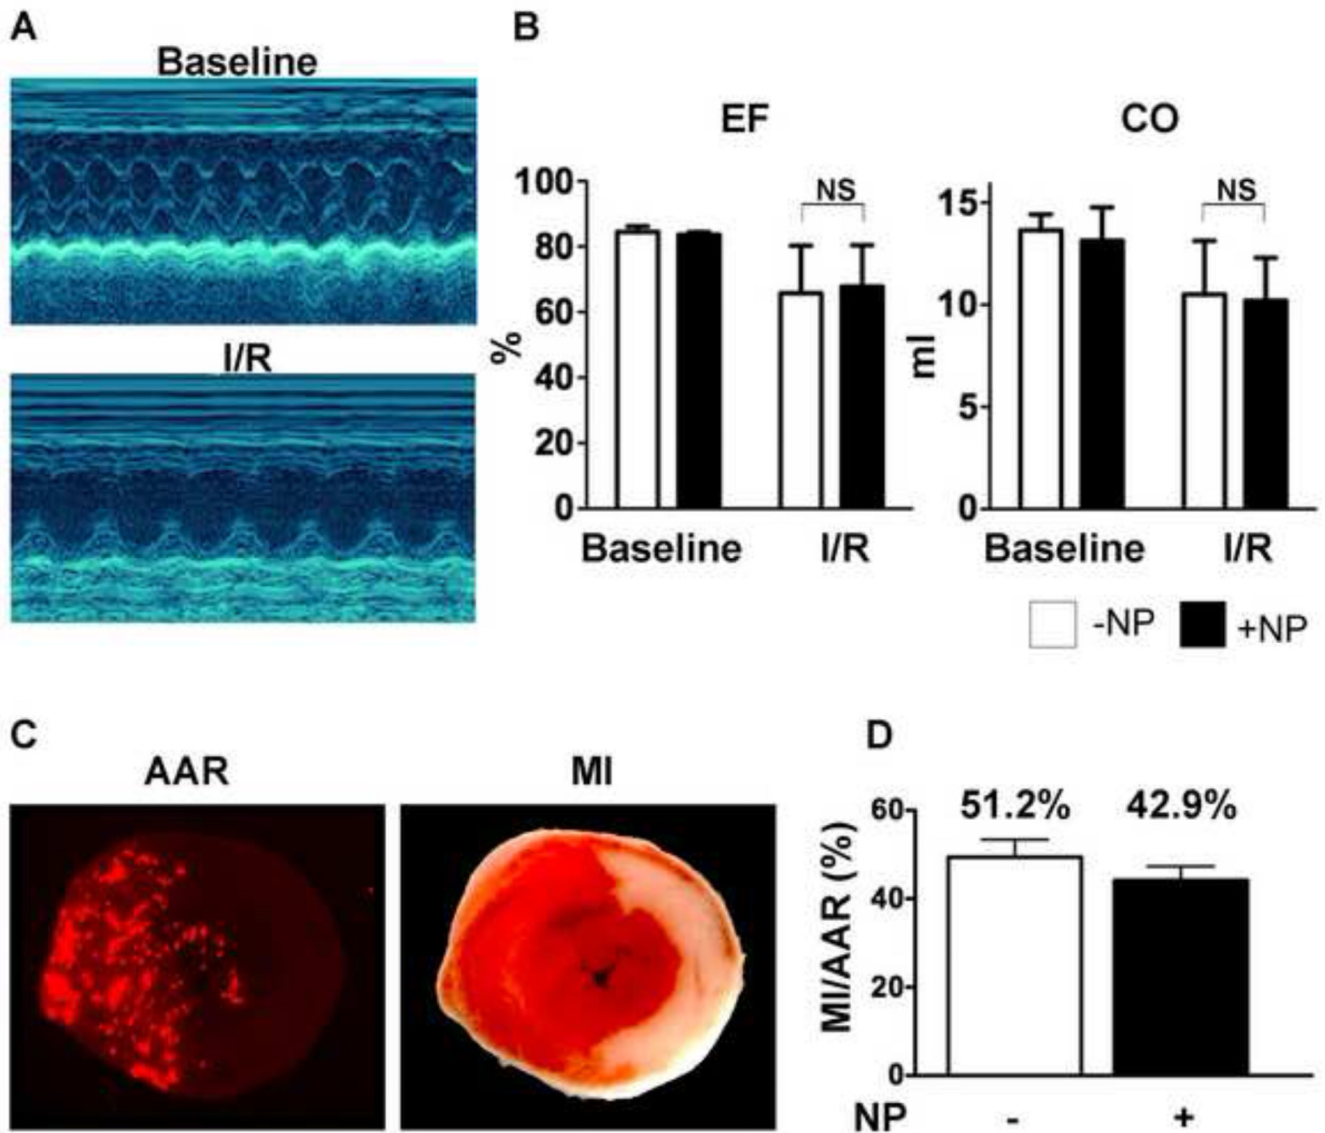 A
Baseline
I/R
B
EF
100
80
60
40
20
0
%
NS
Baseline I/R
CO
15
10
5
0
ml
NS
Baseline I/R
-NP +NP
C
AAR
MI
D
60
40
20
0
MI/AAR (%)
51.2% 42.9%
NP - +